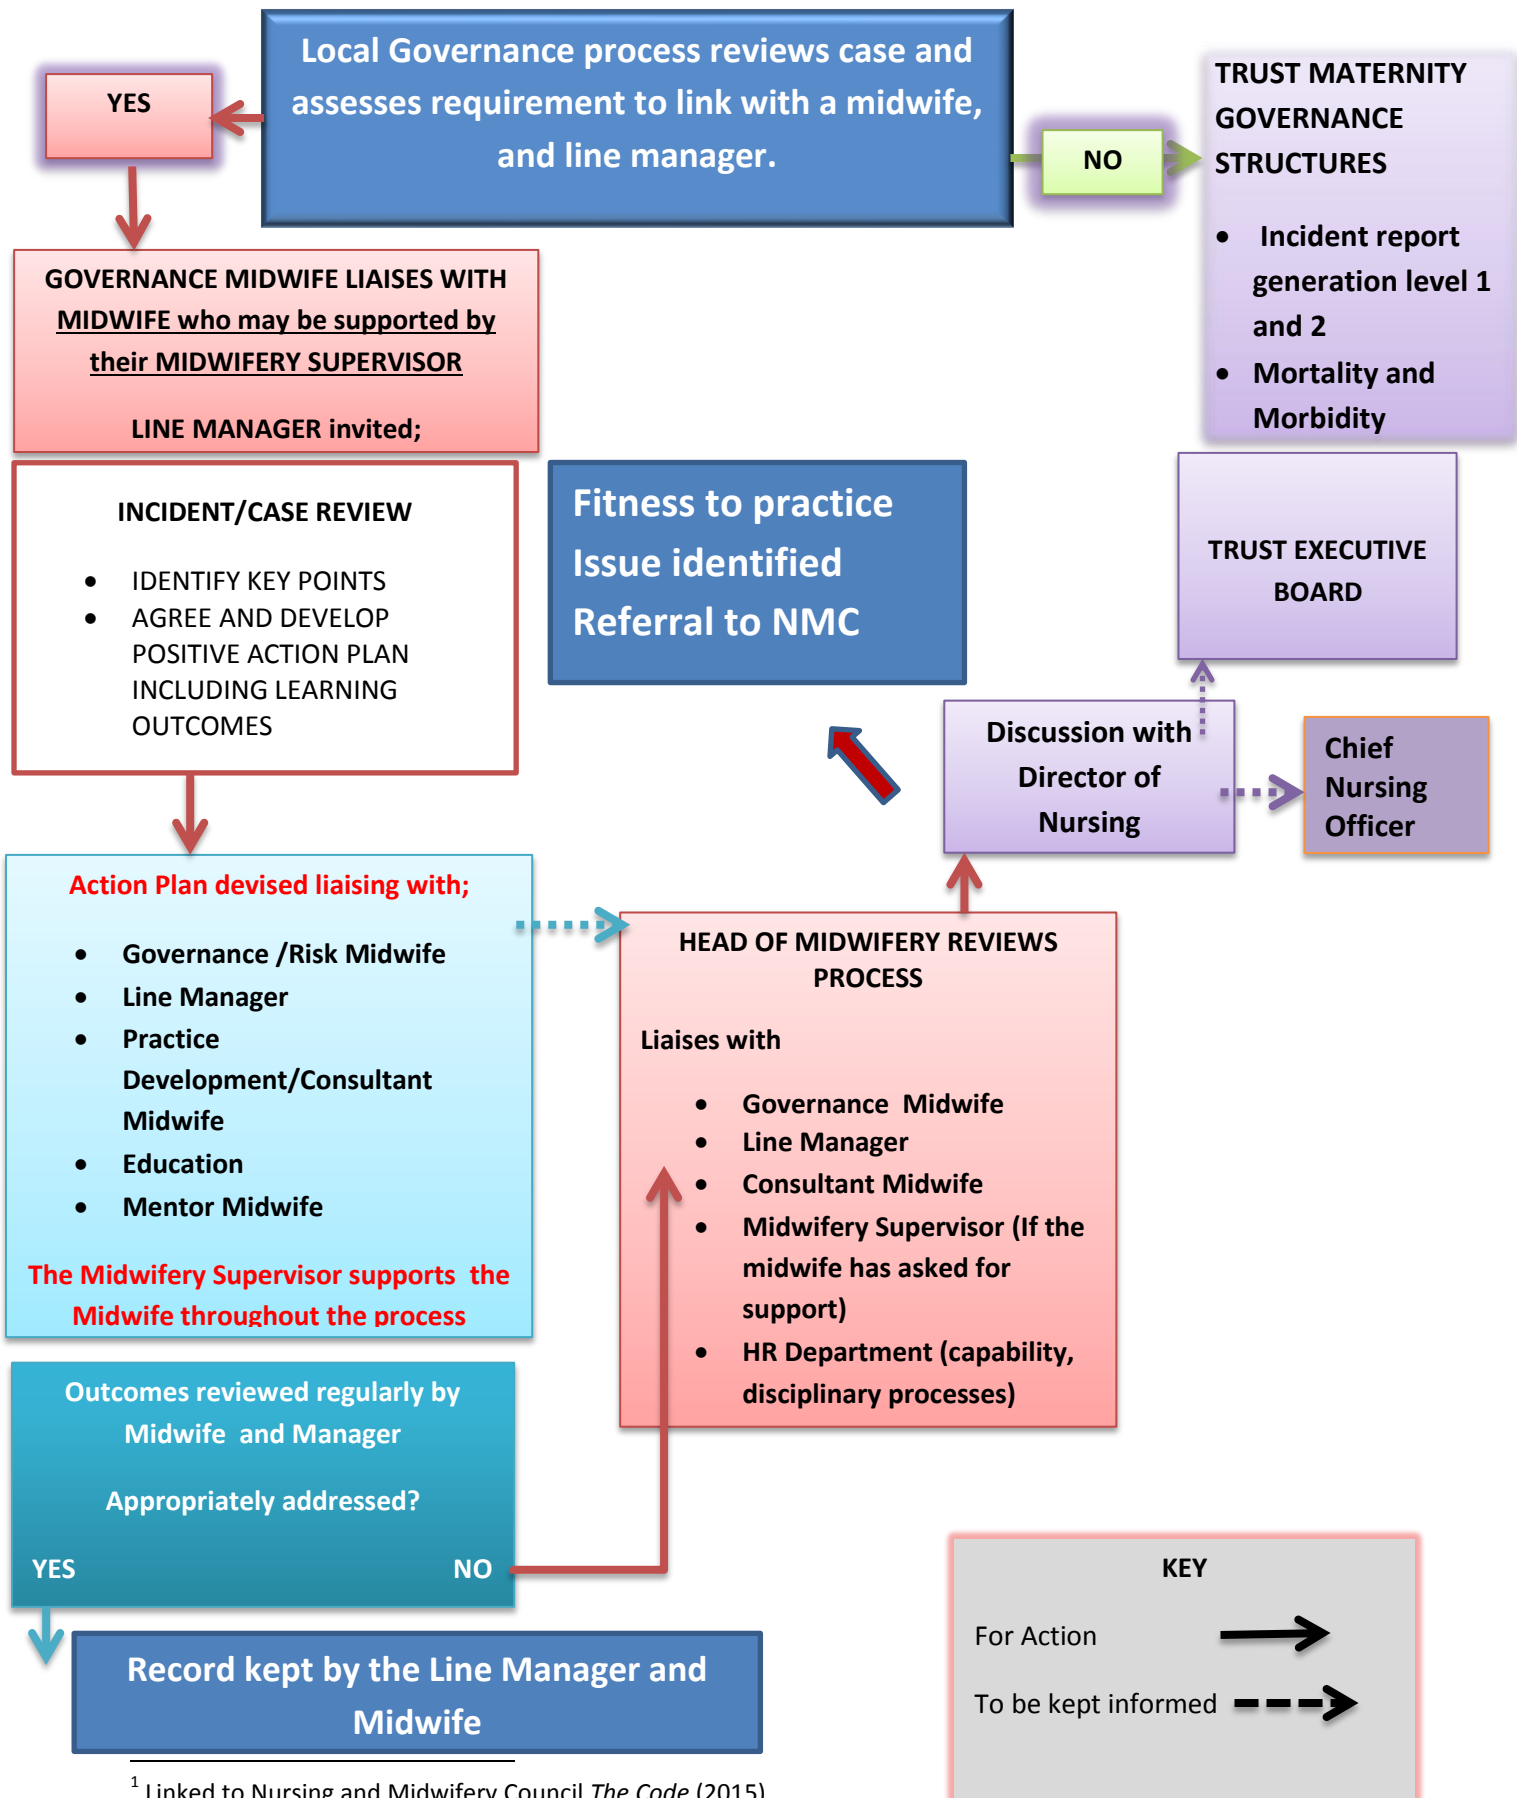 Local Governance process reviews case and
assesses requirement to link with a midwife,
and line manager.
YES
NO
TRUST MATERNITY
GOVERNANCE
STRUCTURES
• Incident report
generation level 1
and 2
• Mortality and
Morbidity
GOVERNANCE MIDWIFE LIAISES WITH
MIDWIFE who may be supported by
their MIDWIFERY SUPERVISOR
LINE MANAGER invited;
INCIDENT/CASE REVIEW
• IDENTIFY KEY POINTS
• AGREE AND DEVELOP
POSITIVE ACTION PLAN
INCLUDING LEARNING
OUTCOMES
Fitness to practice
Issue identified
Referral to NMC
TRUST EXECUTIVE
BOARD
Discussion with
Director of
Nursing
Chief
Nursing
Officer
Action Plan devised liaising with;
• Governance /Risk Midwife
• Line Manager
• Practice
Development/Consultant
Midwife
• Education
• Mentor Midwife
The Midwifery Supervisor supports the
Midwife throughout the process
HEAD OF MIDWIFERY REVIEWS
PROCESS
Liaises with
• Governance Midwife
• Line Manager
• Consultant Midwife
• Midwifery Supervisor (If the
midwife has asked for
support)
• HR Department (capability,
disciplinary processes)
Outcomes reviewed regularly by
Midwife and Manager
Appropriately addressed?
YES NO
Record kept by the Line Manager and
Midwife
KEY
For Action
To be kept informed
1 Linked to Nursing and Midwifery Council The Code (2015)